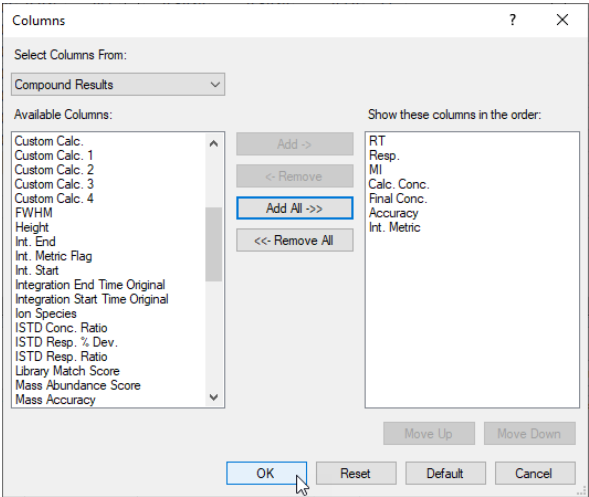 Columns
Select Columns From:
Compound Results
Available Columns:
Custom Calc.
Custom Calc. 1
Custom Calc. 2
Custom Calc. 3
Custom Calc. 4
FWHM
Height
Int. End
Int. Metric Flag
Int. Start
Integration End Time Original
Integration Start Time Original
Ion Species
ISTD Conc. Ratio
ISTD Resp. % Dev.
ISTD Resp. Ratio
Library Match Score
Mass Abundance Score
Mass Accuracy
Add ->
<- Remove
Add All ->>
<<- Remove All
Show these columns in the order:
RT
Resp.
MI
Calc. Conc.
Final Conc.
Accuracy
Int. Metric
Move Up
Move Down
OK
Reset
Default
Cancel